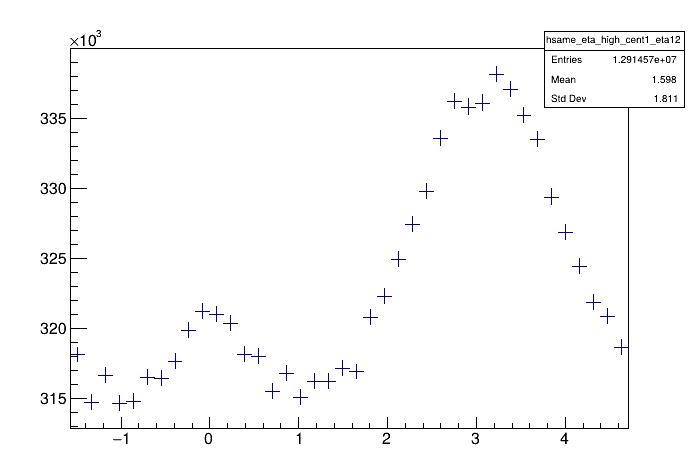 ×10³
hsame_eta_high_cent1_eta12
Entries 1.291457e+07
Mean 1.598
Std Dev 1.811
335
330
325
320
315
−1 0 1 2 3 4